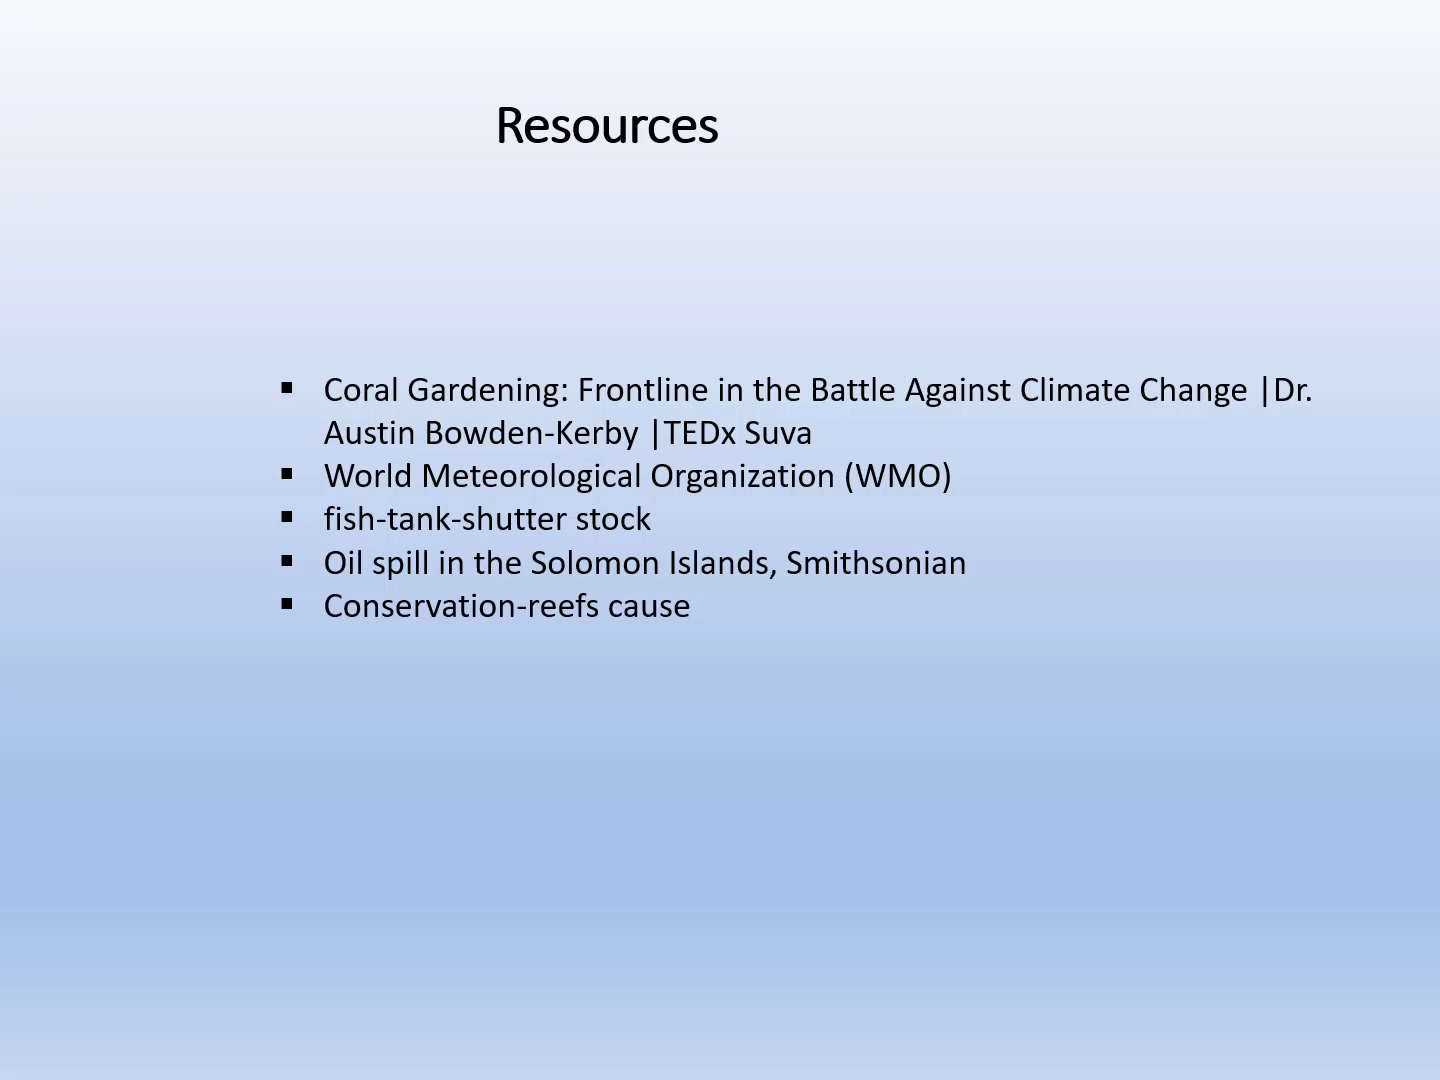 Resources
▪ Coral Gardening: Frontline in the Battle Against Climate Change |Dr.
Austin Bowden-Kerby |TEDx Suva
▪ World Meteorological Organization (WMO)
▪ fish-tank-shutter stock
▪ Oil spill in the Solomon Islands, Smithsonian
▪ Conservation-reefs cause